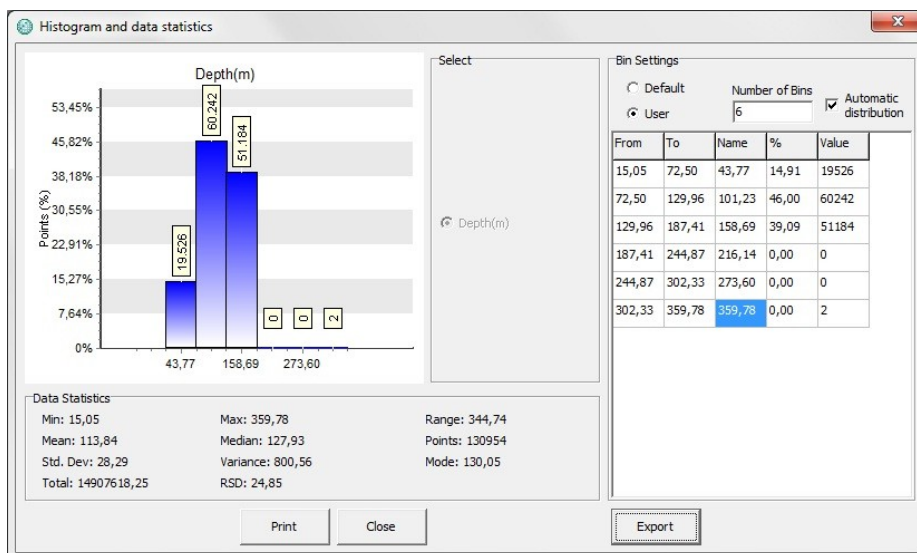 Histogram and data statistics
Depth(m)
53,45%
45,82%
38,18%
30,55%
22,91%
15,27%
7,64%
0%
Points (%)
19.526
60.242
51.184
0
0
2
43,77 158,69 273,60
Select
Depth(m)
Bin Settings
Default
User
Number of Bins
6
Automatic
distribution
From To Name % Value
15,05 72,50 43,77 14,91 19526
72,50 129,96 101,23 46,00 60242
129,96 187,41 158,69 39,09 51184
187,41 244,87 216,14 0,00 0
244,87 302,33 273,60 0,00 0
302,33 359,78 359,78 0,00 2
Data Statistics
Min: 15,05 Max: 359,78 Range: 344,74
Mean: 113,84 Median: 127,93 Points: 130954
Std. Dev: 28,29 Variance: 800,56 Mode: 130,05
Total: 14907618,25 RSD: 24,85
Print Close Export